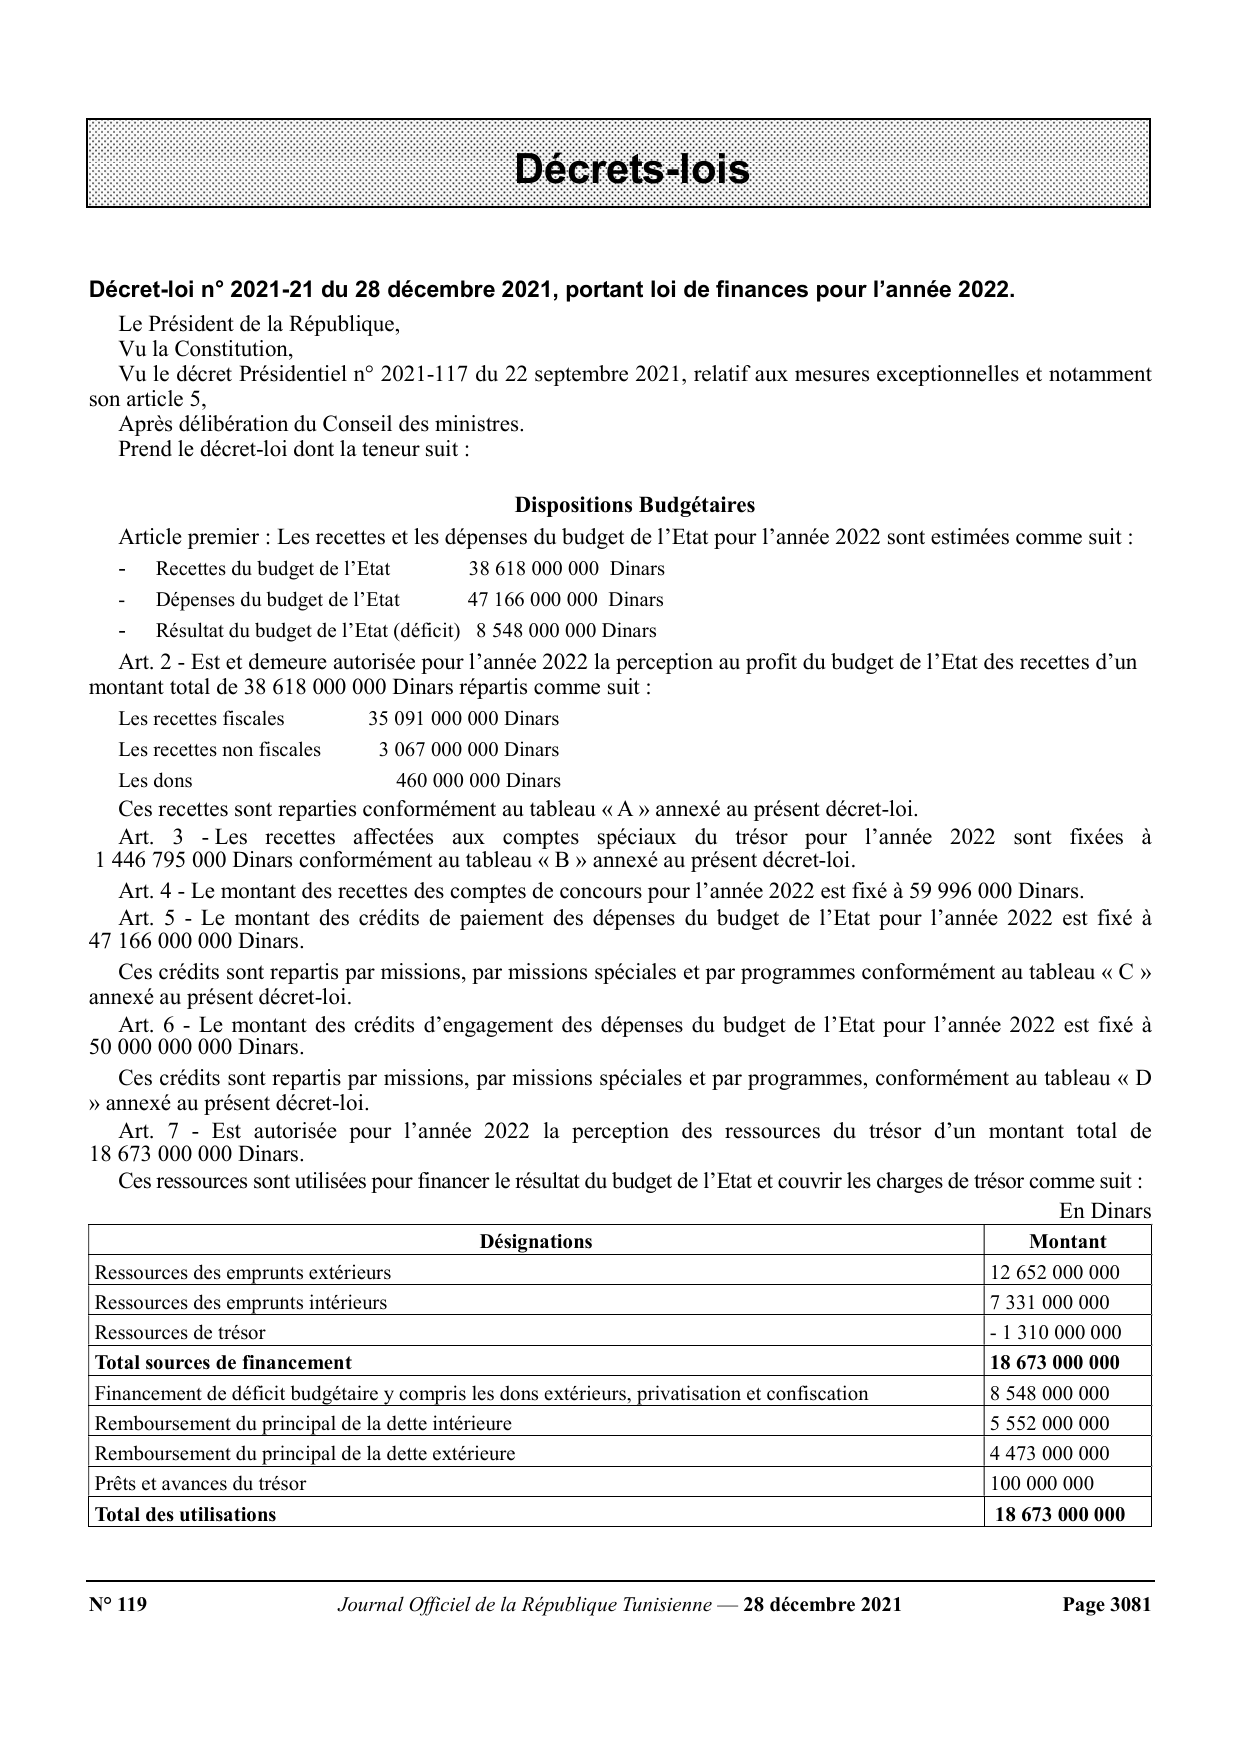 Décrets-lois
Décret-loi n° 2021-21 du 28 décembre 2021, portant loi de finances pour l’année 2022.
Le Président de la République,
Vu la Constitution,
Vu le décret Présidentiel n° 2021-117 du 22 septembre 2021, relatif aux mesures exceptionnelles et notamment
son article 5,
Après délibération du Conseil des ministres.
Prend le décret-loi dont la teneur suit :
Dispositions Budgétaires
Article premier : Les recettes et les dépenses du budget de l’Etat pour l’année 2022 sont estimées comme suit :
- Recettes du budget de l’Etat 38 618 000 000 Dinars
- Dépenses du budget de l’Etat 47 166 000 000 Dinars
- Résultat du budget de l’Etat (déficit) 8 548 000 000 Dinars
Art. 2 - Est et demeure autorisée pour l’année 2022 la perception au profit du budget de l’Etat des recettes d’un
montant total de 38 618 000 000 Dinars répartis comme suit :
Les recettes fiscales 35 091 000 000 Dinars
Les recettes non fiscales 3 067 000 000 Dinars
Les dons 460 000 000 Dinars
Ces recettes sont reparties conformément au tableau « A » annexé au présent décret-loi.
Art. 3 - Les recettes affectées aux comptes spéciaux du trésor pour l’année 2022 sont fixées à
1 446 795 000 Dinars conformément au tableau « B » annexé au présent décret-loi.
Art. 4 - Le montant des recettes des comptes de concours pour l’année 2022 est fixé à 59 996 000 Dinars.
Art. 5 - Le montant des crédits de paiement des dépenses du budget de l’Etat pour l’année 2022 est fixé à
47 166 000 000 Dinars.
Ces crédits sont repartis par missions, par missions spéciales et par programmes conformément au tableau « C »
annexé au présent décret-loi.
Art. 6 - Le montant des crédits d’engagement des dépenses du budget de l’Etat pour l’année 2022 est fixé à
50 000 000 000 Dinars.
Ces crédits sont repartis par missions, par missions spéciales et par programmes, conformément au tableau « D
» annexé au présent décret-loi.
Art. 7 - Est autorisée pour l’année 2022 la perception des ressources du trésor d’un montant total de
18 673 000 000 Dinars.
Ces ressources sont utilisées pour financer le résultat du budget de l’Etat et couvrir les charges de trésor comme suit :
En Dinars
Désignations Montant
Ressources des emprunts extérieurs 12 652 000 000
Ressources des emprunts intérieurs 7 331 000 000
Ressources de trésor - 1 310 000 000
Total sources de financement 18 673 000 000
Financement de déficit budgétaire y compris les dons extérieurs, privatisation et confiscation 8 548 000 000
Remboursement du principal de la dette intérieure 5 552 000 000
Remboursement du principal de la dette extérieure 4 473 000 000
Prêts et avances du trésor 100 000 000
Total des utilisations 18 673 000 000
N° 119 Journal Officiel de la République Tunisienne — 28 décembre 2021 Page 3081